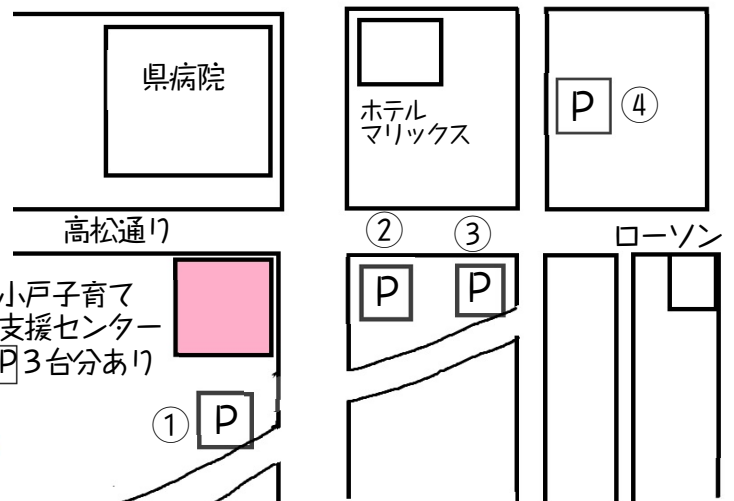 県病院
ホテル
マリックス
P ④
高松通り
② ③
ローソン
小戸子育て
支援センター
P3台分あり
P P
① P